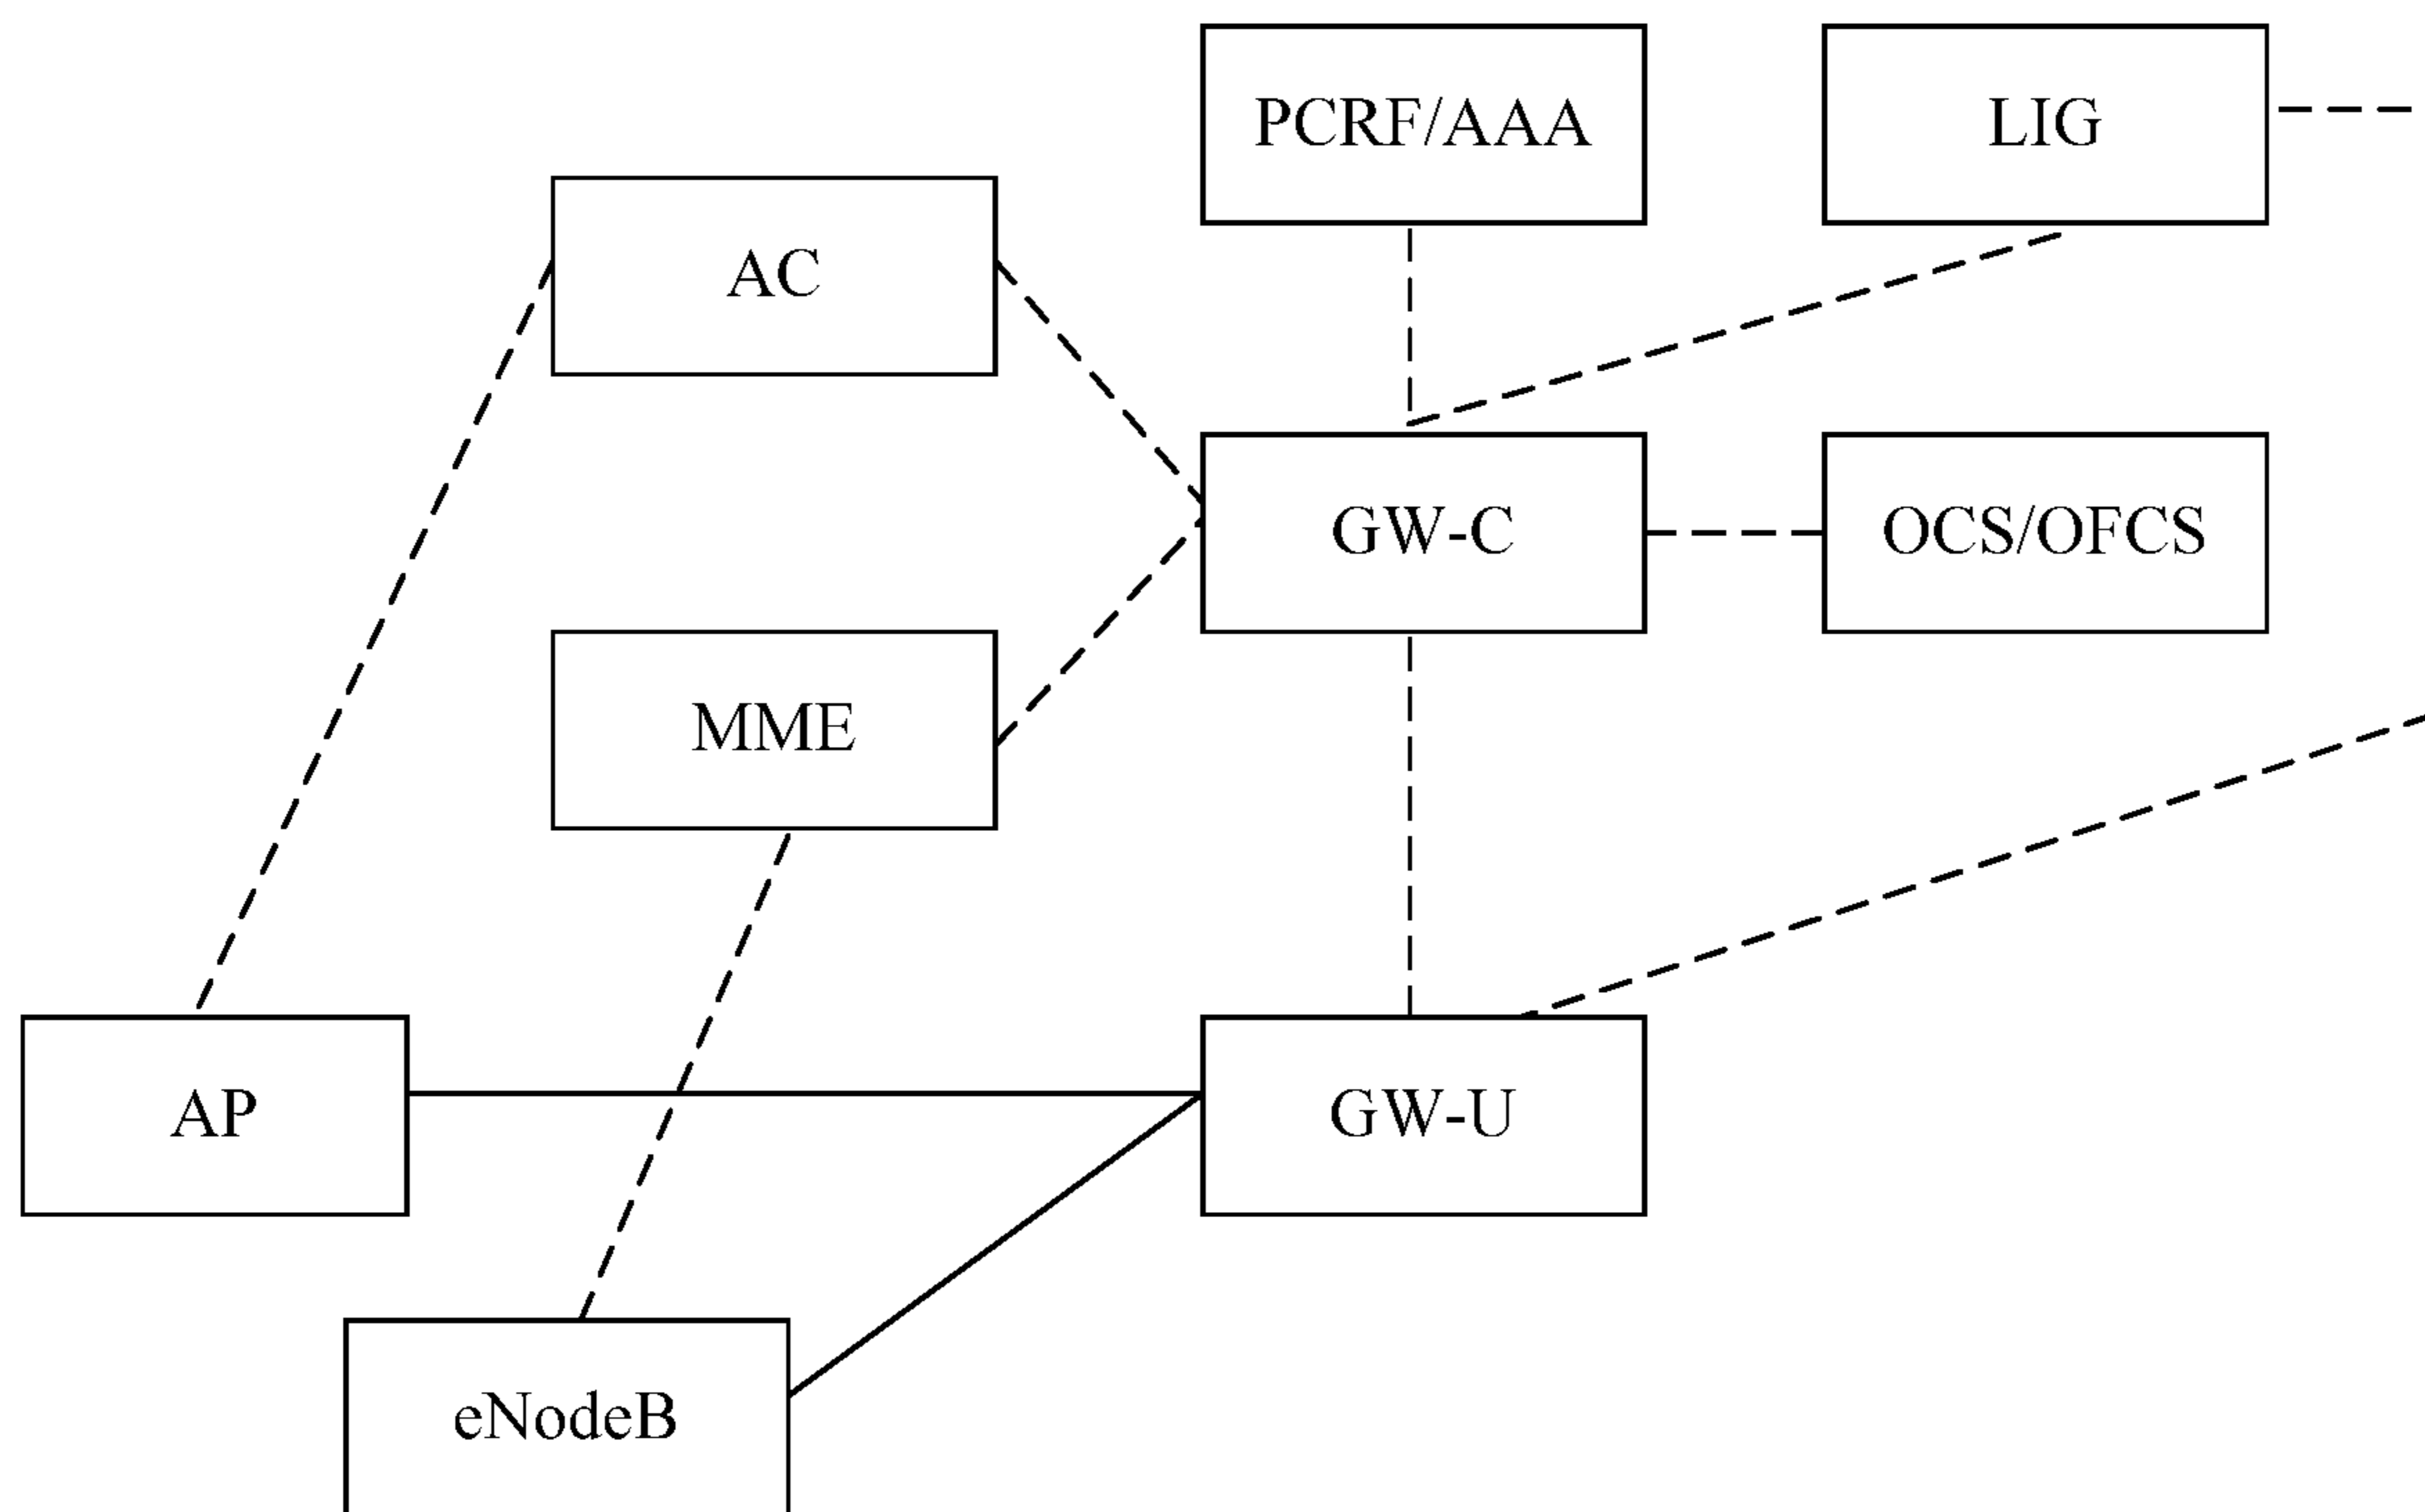 PCRF/AAA
LIG
AC
GW-C
OCS/OFCS
MME
AP
GW-U
eNodeB